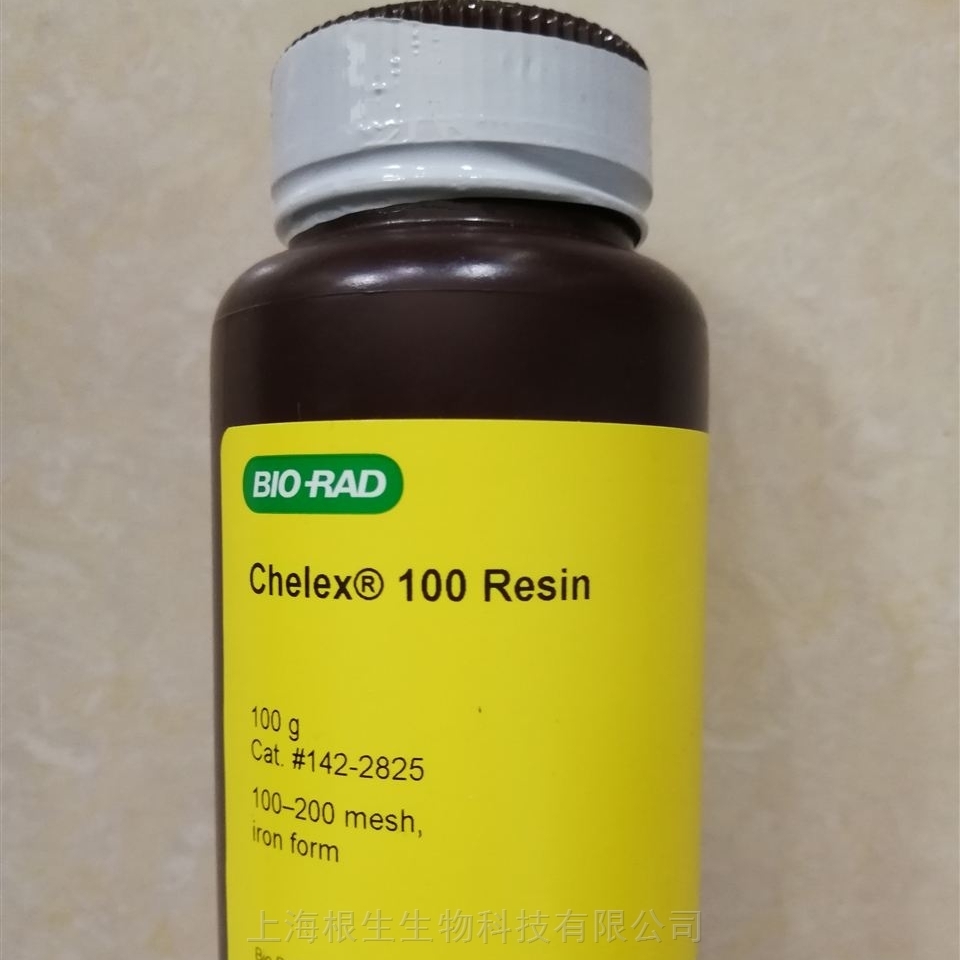 BIO-RAD
Chelex® 100 Resin
100 g
Cat. #142-2825
100–200 mesh,
iron form
上海根生生物科技有限公司